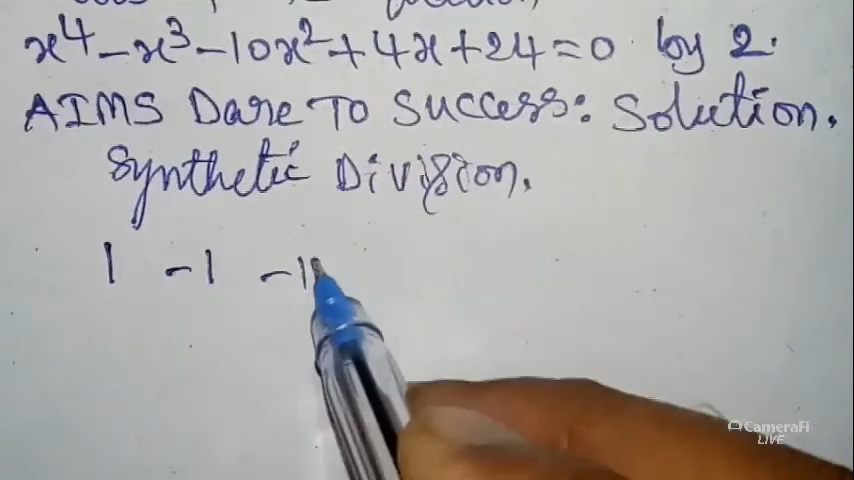 x⁴-x³-10x²+4x+24=0 by 2.
AIMS Dare To Success: Solution.
Synthetic Division.
1 -1 -1
CameraFi
LIVE